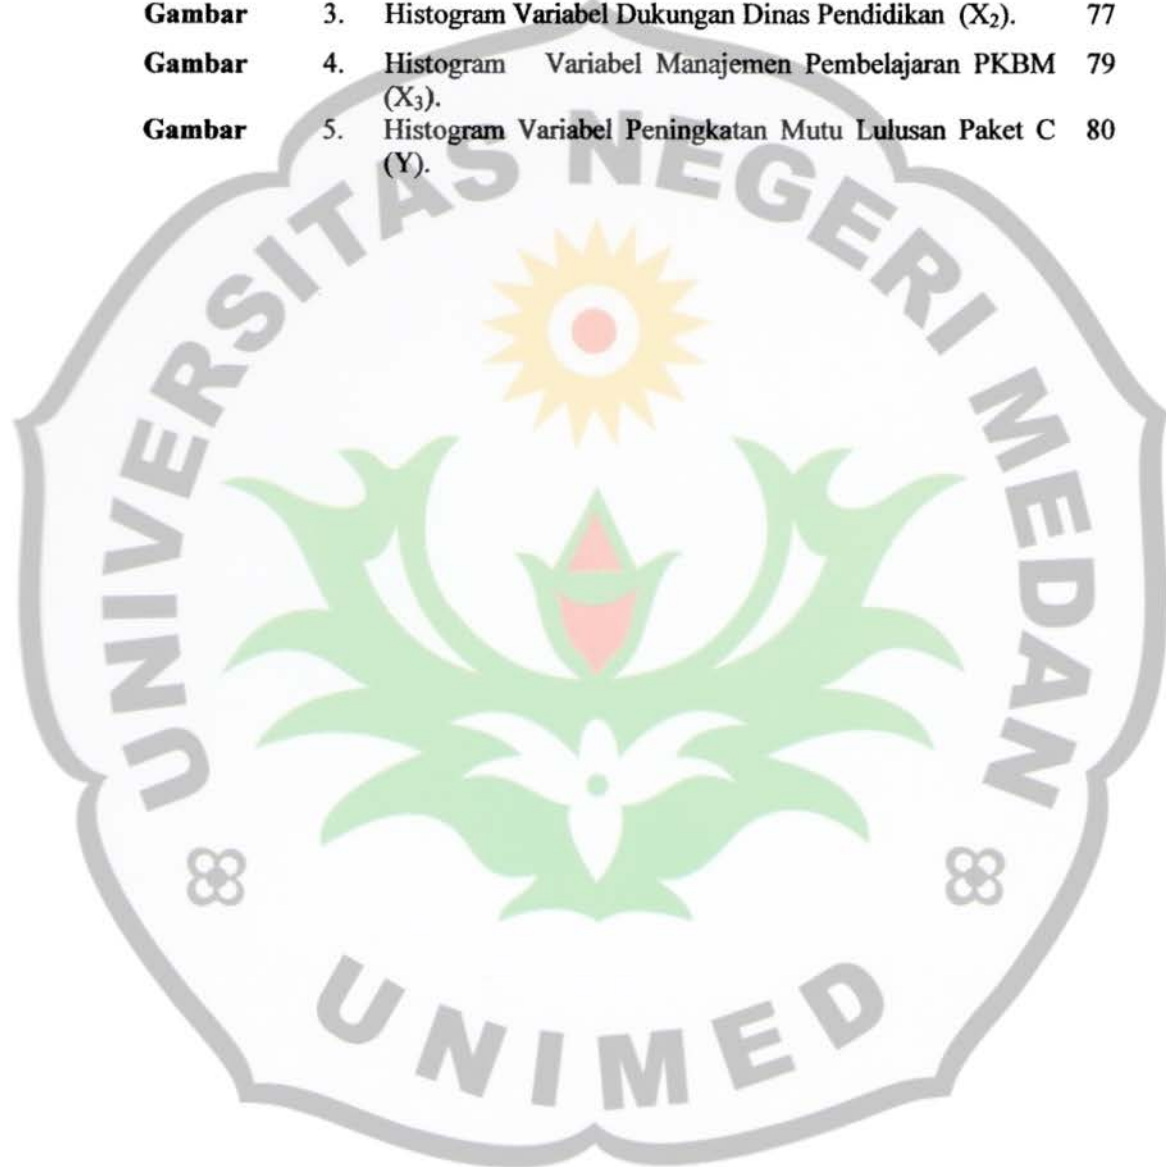 Gambar 3. Histogram Variabel Dukungan Dinas Pendidikan (X₂). 77
Gambar 4. Histogram Variabel Manajemen Pembelajaran PKBM 79
(X₃).
Gambar 5. Histogram Variabel Peningkatan Mutu Lulusan Paket C 80
(Y).
UNIVERSITAS NEGERI MEDAN
UNIMED